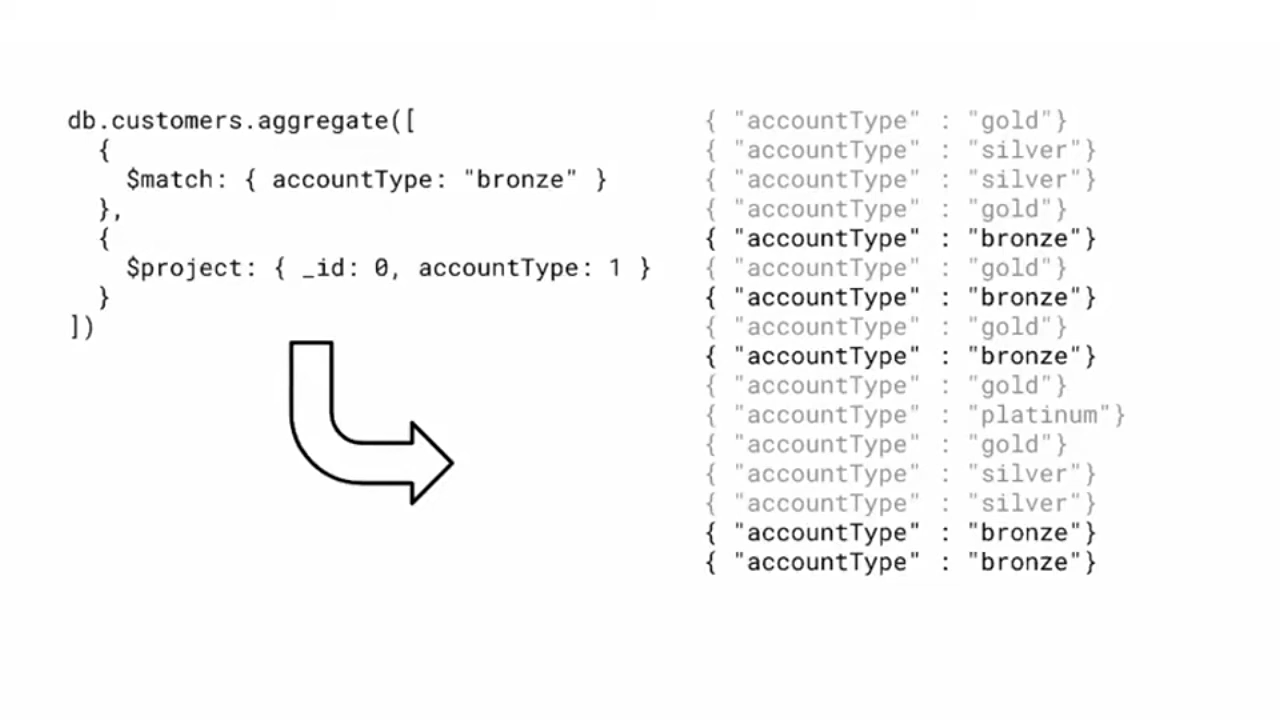 db.customers.aggregate([
{
$match: { accountType: "bronze" }
},
{
$project: { _id: 0, accountType: 1 }
}
])
{ "accountType" : "gold"}
{ "accountType" : "silver"}
{ "accountType" : "silver"}
{ "accountType" : "gold"}
{ "accountType" : "bronze"}
{ "accountType" : "gold"}
{ "accountType" : "bronze"}
{ "accountType" : "gold"}
{ "accountType" : "bronze"}
{ "accountType" : "gold"}
{ "accountType" : "platinum"}
{ "accountType" : "gold"}
{ "accountType" : "silver"}
{ "accountType" : "silver"}
{ "accountType" : "bronze"}
{ "accountType" : "bronze"}